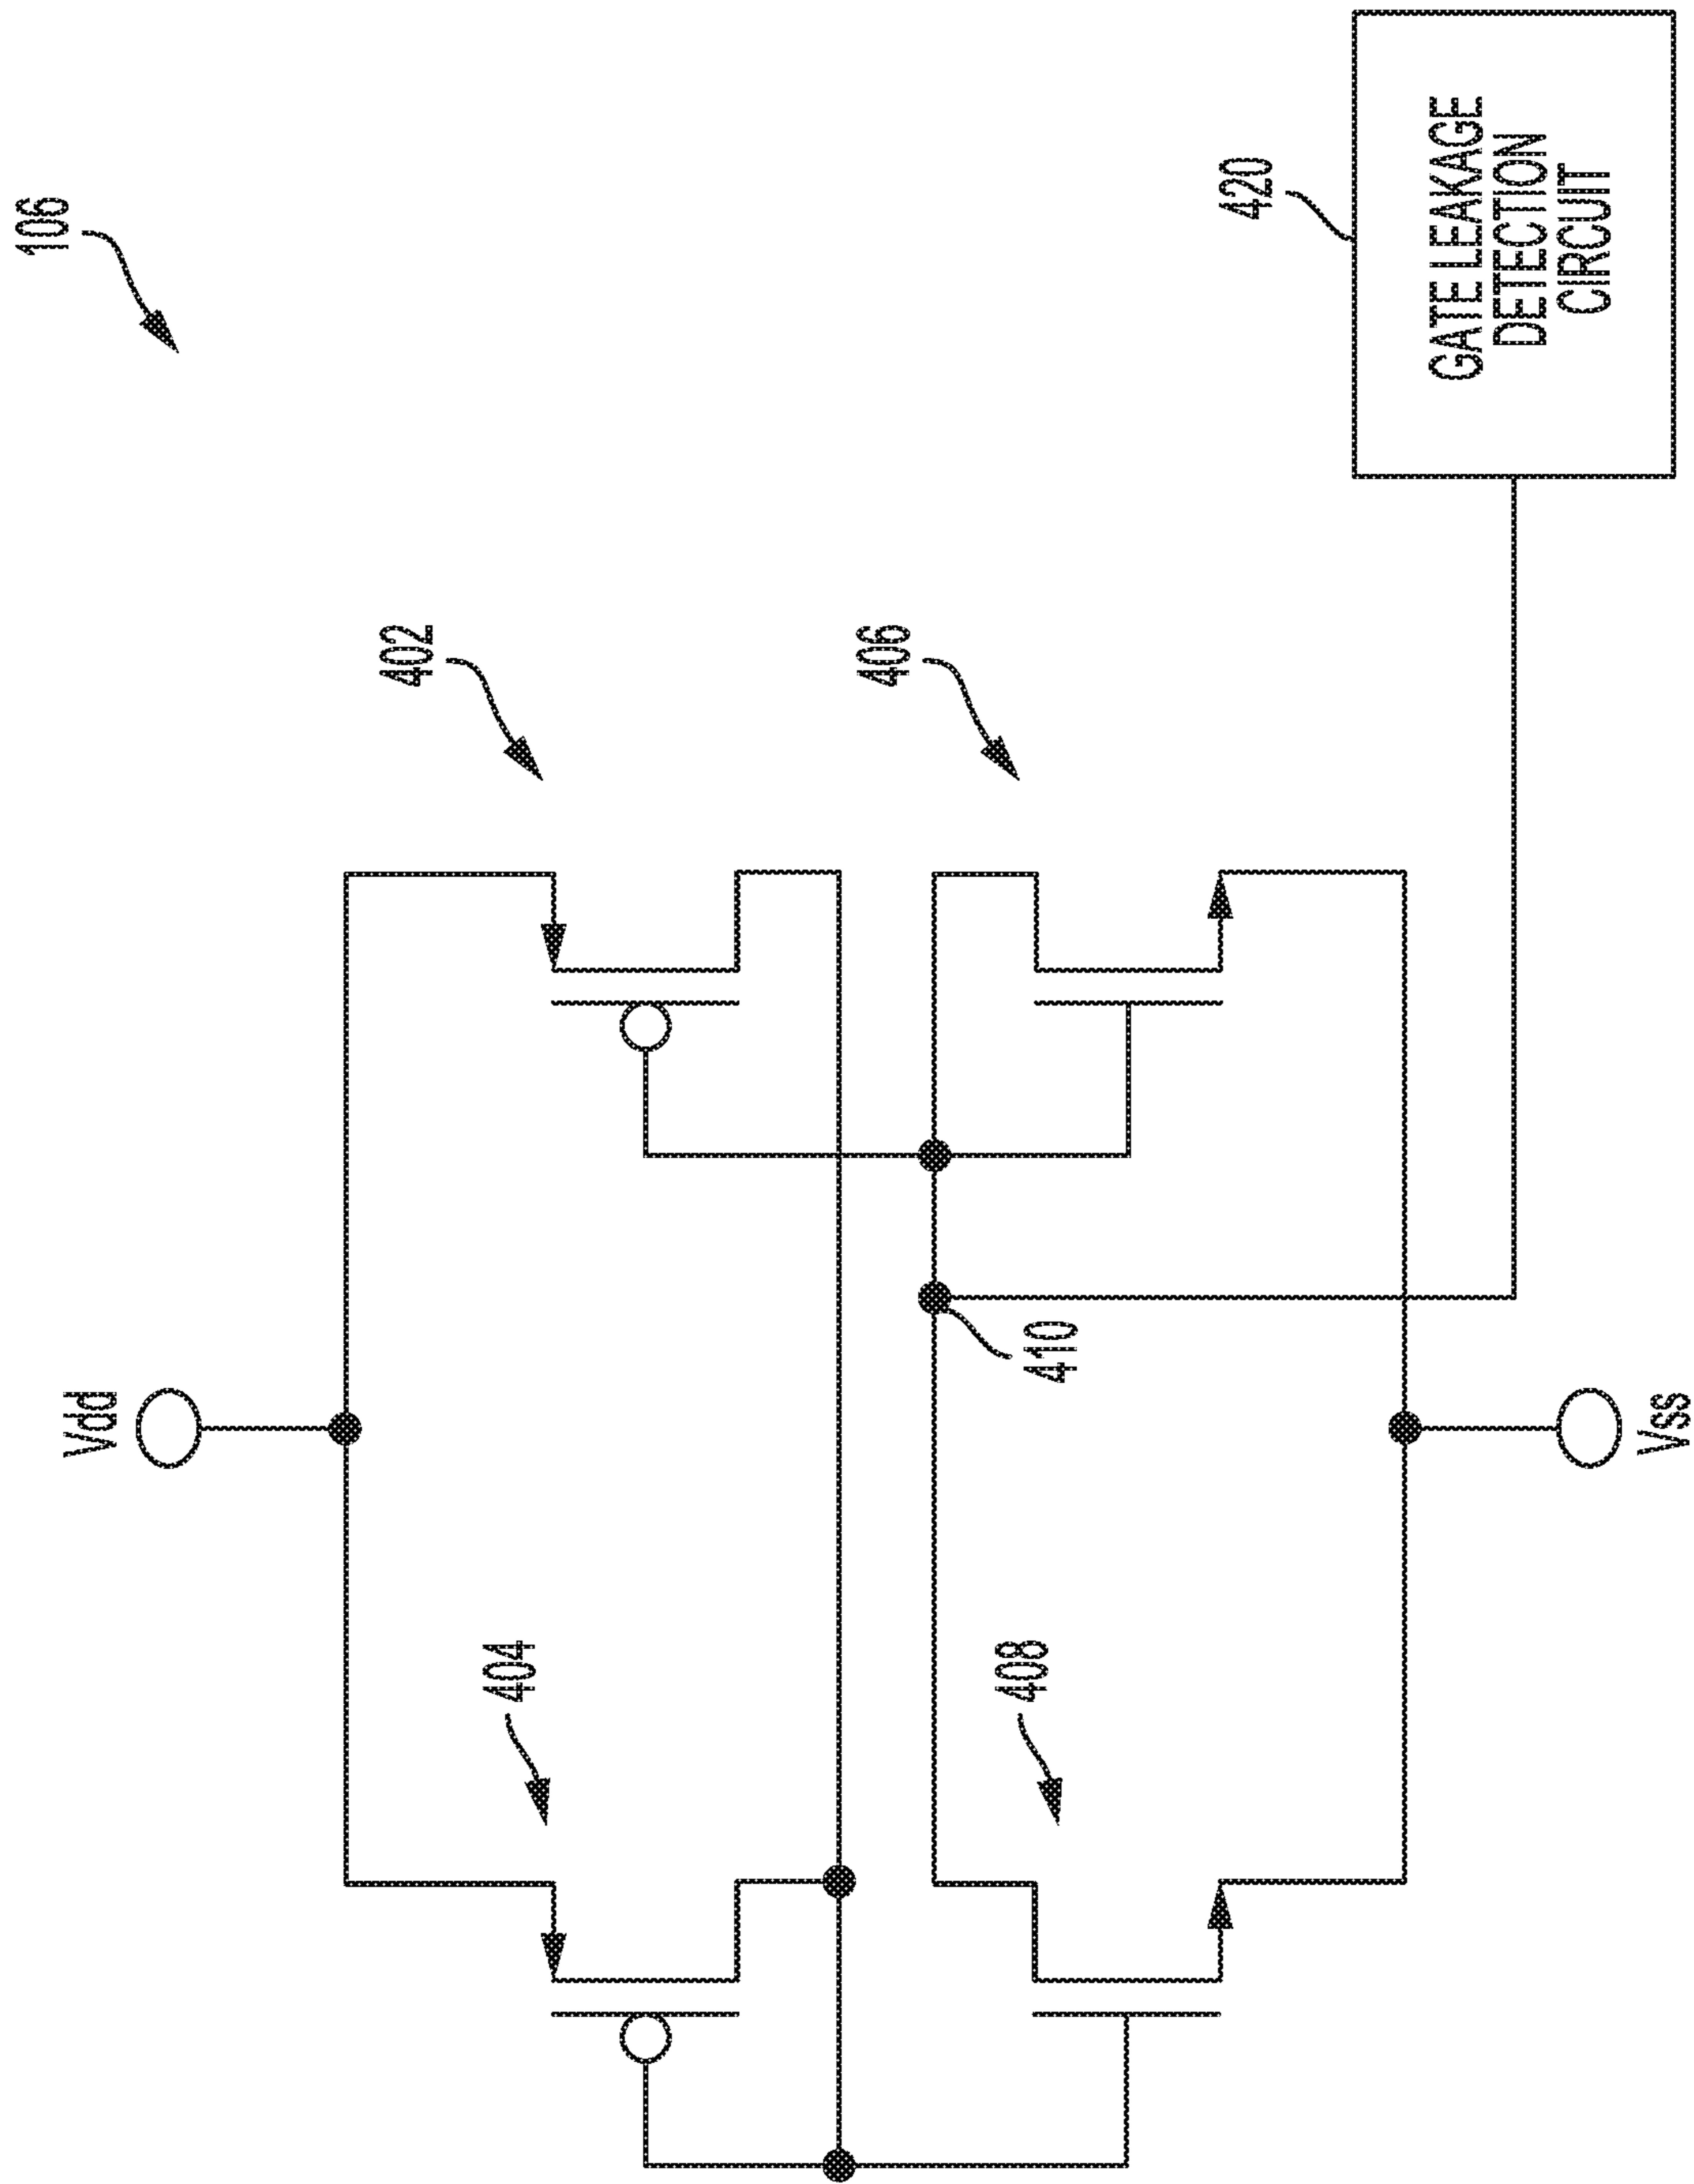 106
Vdd
404
402
408
410
406
420
GATE LEAKAGE
DETECTION
CIRCUIT
Vss